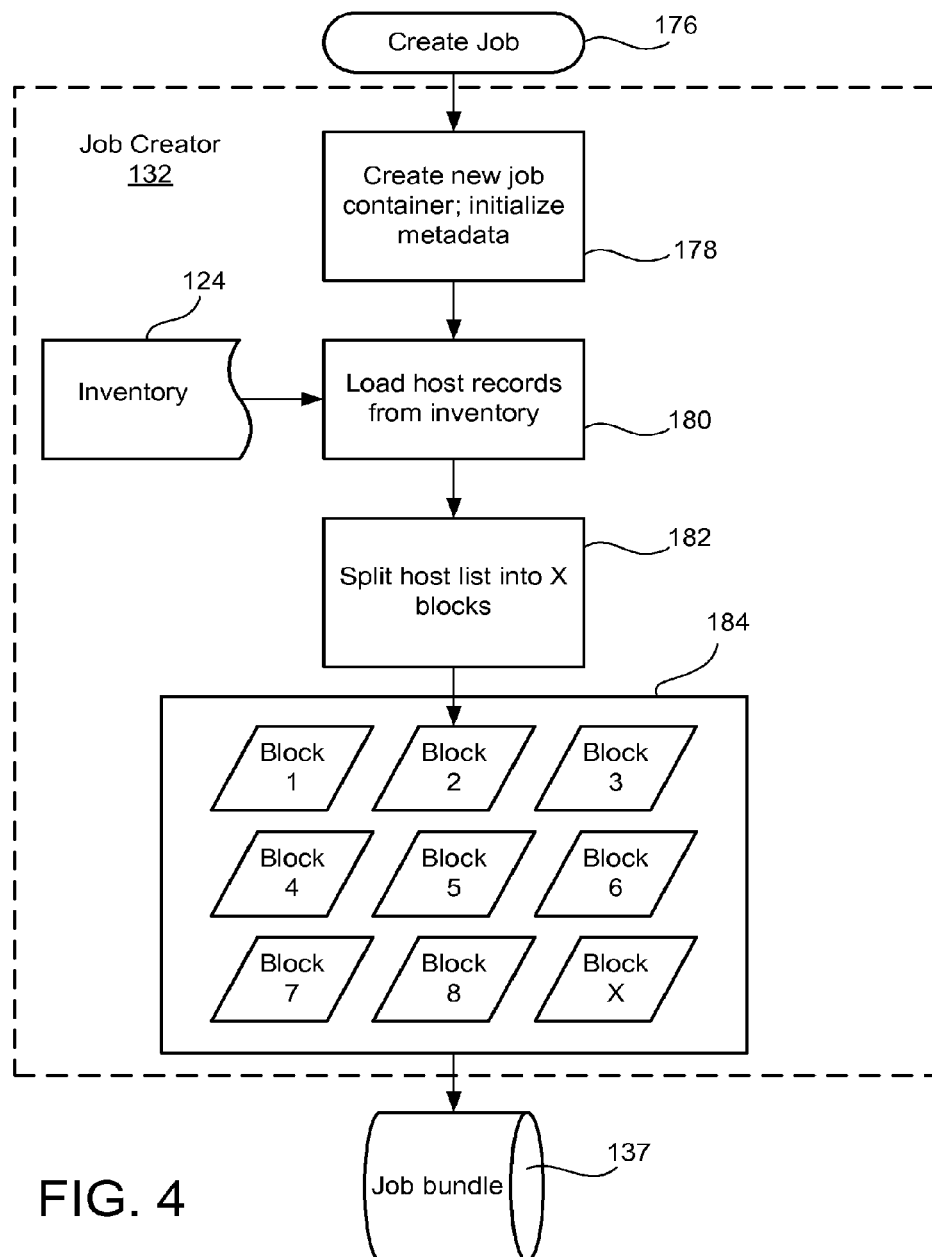 Create Job
176
Job Creator
132
Create new job
container; initialize
metadata
178
124
Inventory
Load host records
from inventory
180
182
Split host list into X
blocks
184
Block
1
Block
2
Block
3
Block
4
Block
5
Block
6
Block
7
Block
8
Block
X
137
Job bundle
FIG. 4